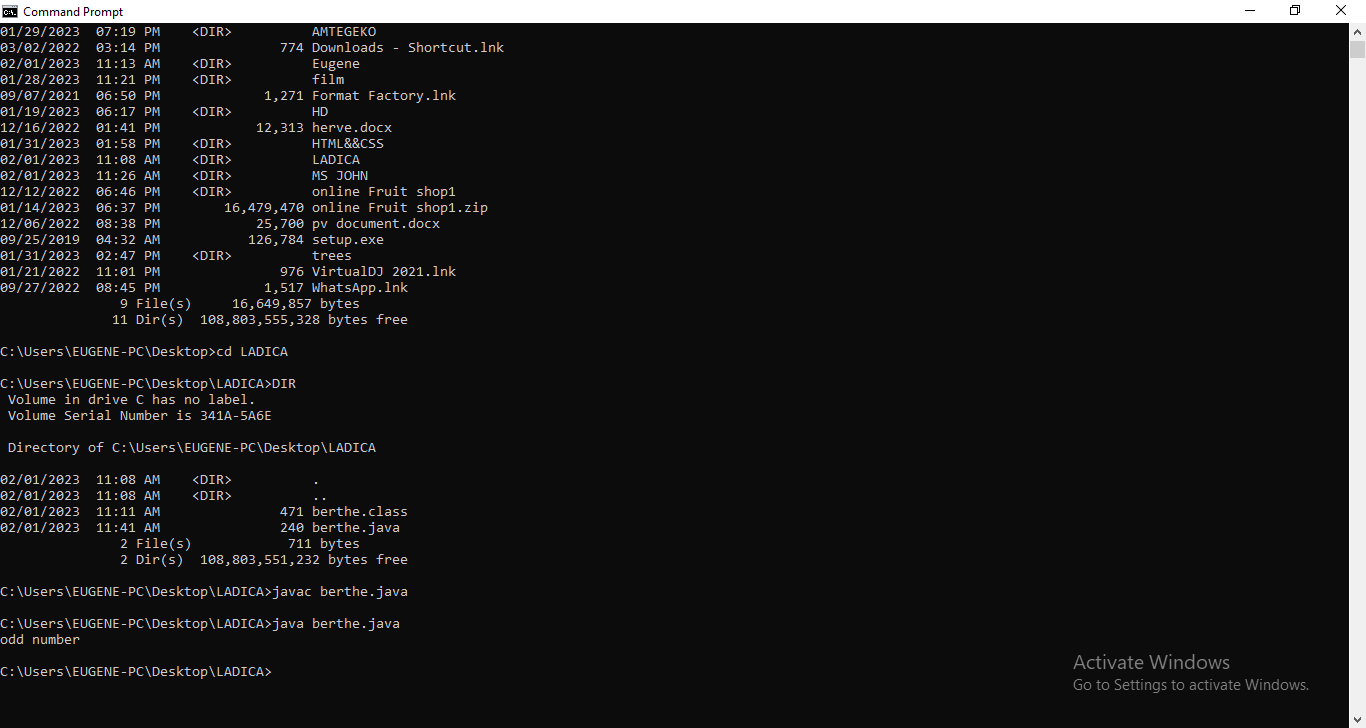 Command Prompt
01/29/2023  07:19 PM    <DIR>          AMTEGEKO
03/02/2022  03:14 PM               774 Downloads - Shortcut.lnk
02/01/2023  11:13 AM    <DIR>          Eugene
01/28/2023  11:21 PM    <DIR>          film
09/07/2021  06:50 PM             1,271 Format Factory.lnk
01/19/2023  06:17 PM    <DIR>          HD
12/16/2022  01:41 PM            12,313 herve.docx
01/31/2023  01:58 PM    <DIR>          HTML&&CSS
02/01/2023  11:08 AM    <DIR>          LADICA
02/01/2023  11:26 AM    <DIR>          MS JOHN
12/12/2022  06:46 PM    <DIR>          online Fruit shop1
01/14/2023  06:37 PM        16,479,470 online Fruit shop1.zip
12/06/2022  08:38 PM            25,700 pv document.docx
09/25/2019  04:32 AM           126,784 setup.exe
01/31/2023  02:47 PM    <DIR>          trees
01/21/2022  11:01 PM               976 VirtualDJ 2021.lnk
09/27/2022  08:45 PM             1,517 WhatsApp.lnk
               9 File(s)     16,649,857 bytes
              11 Dir(s)  108,803,555,328 bytes free
C:\Users\EUGENE-PC\Desktop>cd LADICA
C:\Users\EUGENE-PC\Desktop\LADICA>DIR
 Volume in drive C has no label.
 Volume Serial Number is 341A-5A6E
 Directory of C:\Users\EUGENE-PC\Desktop\LADICA
02/01/2023  11:08 AM    <DIR>          .
02/01/2023  11:08 AM    <DIR>          ..
02/01/2023  11:11 AM               471 berthe.class
02/01/2023  11:41 AM               240 berthe.java
               2 File(s)            711 bytes
               2 Dir(s)  108,803,551,232 bytes free
C:\Users\EUGENE-PC\Desktop\LADICA>javac berthe.java
C:\Users\EUGENE-PC\Desktop\LADICA>java berthe.java
odd number
C:\Users\EUGENE-PC\Desktop\LADICA>
Activate Windows
Go to Settings to activate Windows.